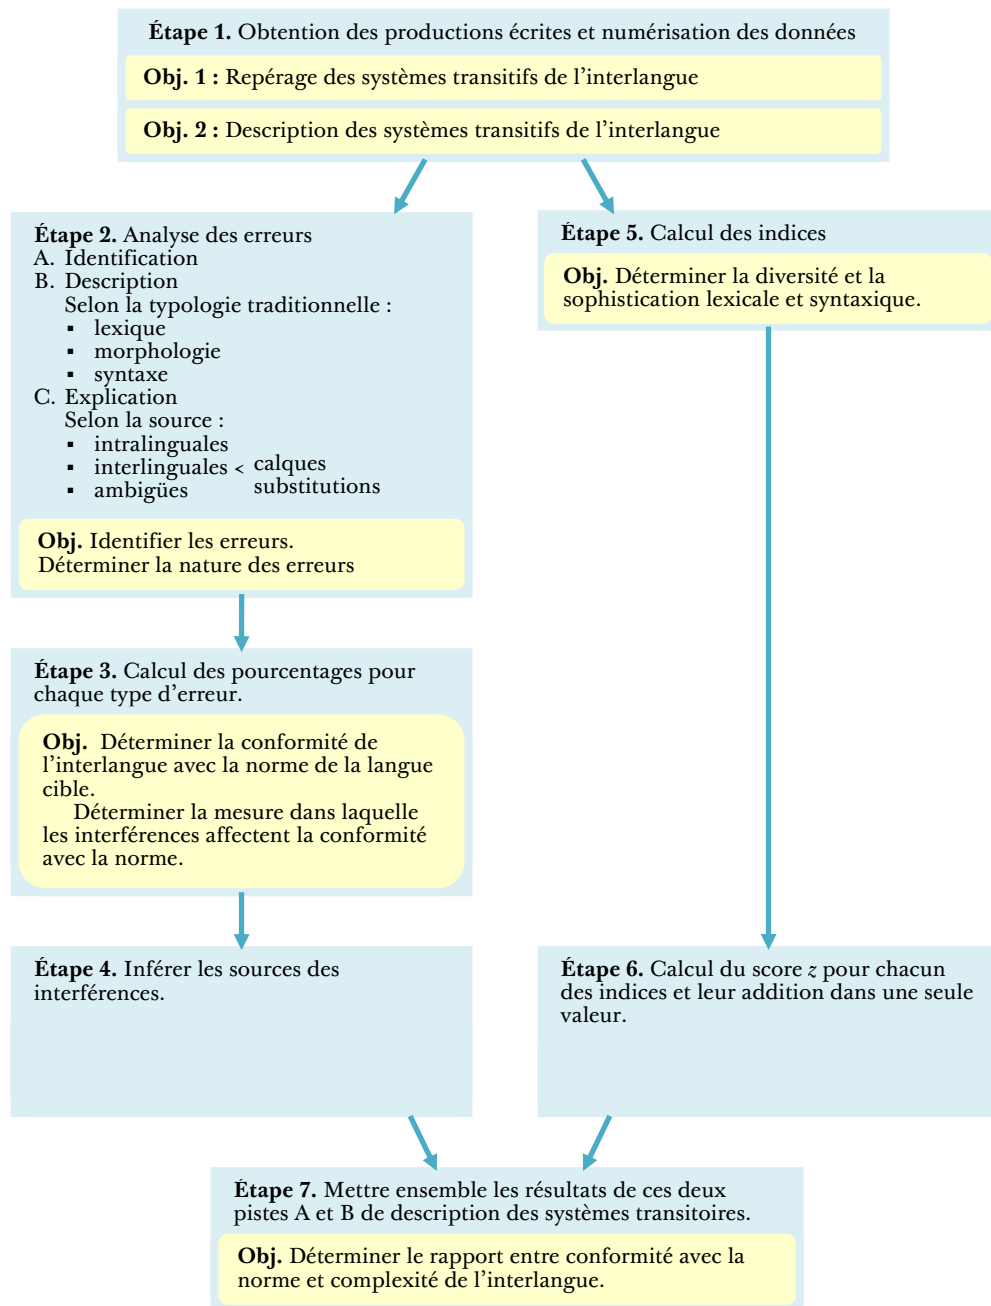 Étape 1. Obtention des productions écrites et numérisation des données
Obj. 1 : Repérage des systèmes transitifs de l'interlangue
Obj. 2 : Description des systèmes transitifs de l'interlangue
Étape 2. Analyse des erreurs
A. Identification
B. Description
Selon la typologie traditionnelle :
▪ lexique
▪ morphologie
▪ syntaxe
C. Explication
Selon la source :
▪ intralinguales
▪ interlinguales < calques
▪ ambigües substitutions
Obj. Identifier les erreurs.
Déterminer la nature des erreurs
Étape 5. Calcul des indices
Obj. Déterminer la diversité et la
sophistication lexicale et syntaxique.
Étape 3. Calcul des pourcentages pour
chaque type d'erreur.
Obj. Déterminer la conformité de
l'interlangue avec la norme de la langue
cible.
Déterminer la mesure dans laquelle
les interférences affectent la conformité
avec la norme.
Étape 4. Inférer les sources des
interférences.
Étape 6. Calcul du score z pour chacun
des indices et leur addition dans une seule
valeur.
Étape 7. Mettre ensemble les résultats de ces deux
pistes A et B de description des systèmes transitoires.
Obj. Déterminer le rapport entre conformité avec la
norme et complexité de l'interlangue.